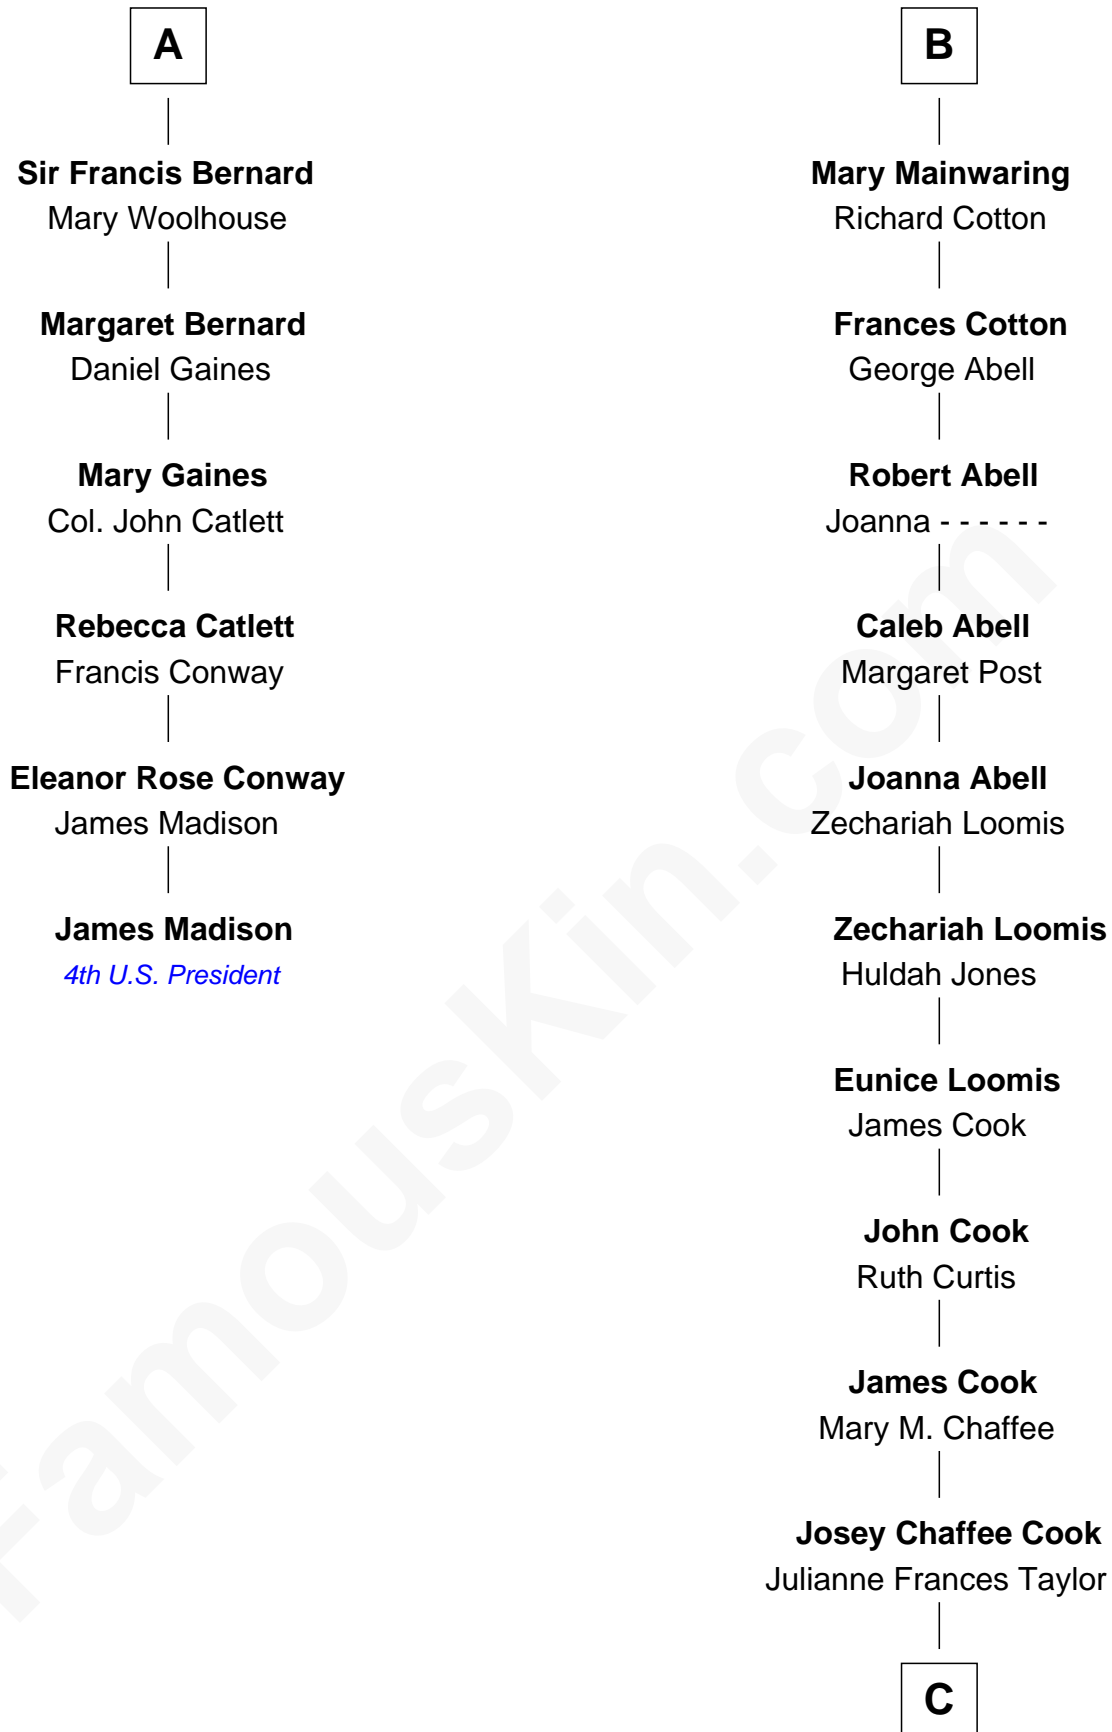 A
Sir Francis Bernard
Mary Woolhouse
Margaret Bernard
Daniel Gaines
Mary Gaines
Col. John Catlett
Rebecca Catlett
Francis Conway
Eleanor Rose Conway
James Madison
James Madison
4th U.S. President
B
Mary Mainwaring
Richard Cotton
Frances Cotton
George Abell
Robert Abell
Joanna - - - - - -
Caleb Abell
Margaret Post
Joanna Abell
Zechariah Loomis
Zechariah Loomis
Huldah Jones
Eunice Loomis
James Cook
John Cook
Ruth Curtis
James Cook
Mary M. Chaffee
Josey Chaffee Cook
Julianne Frances Taylor
C
FamousKin.com